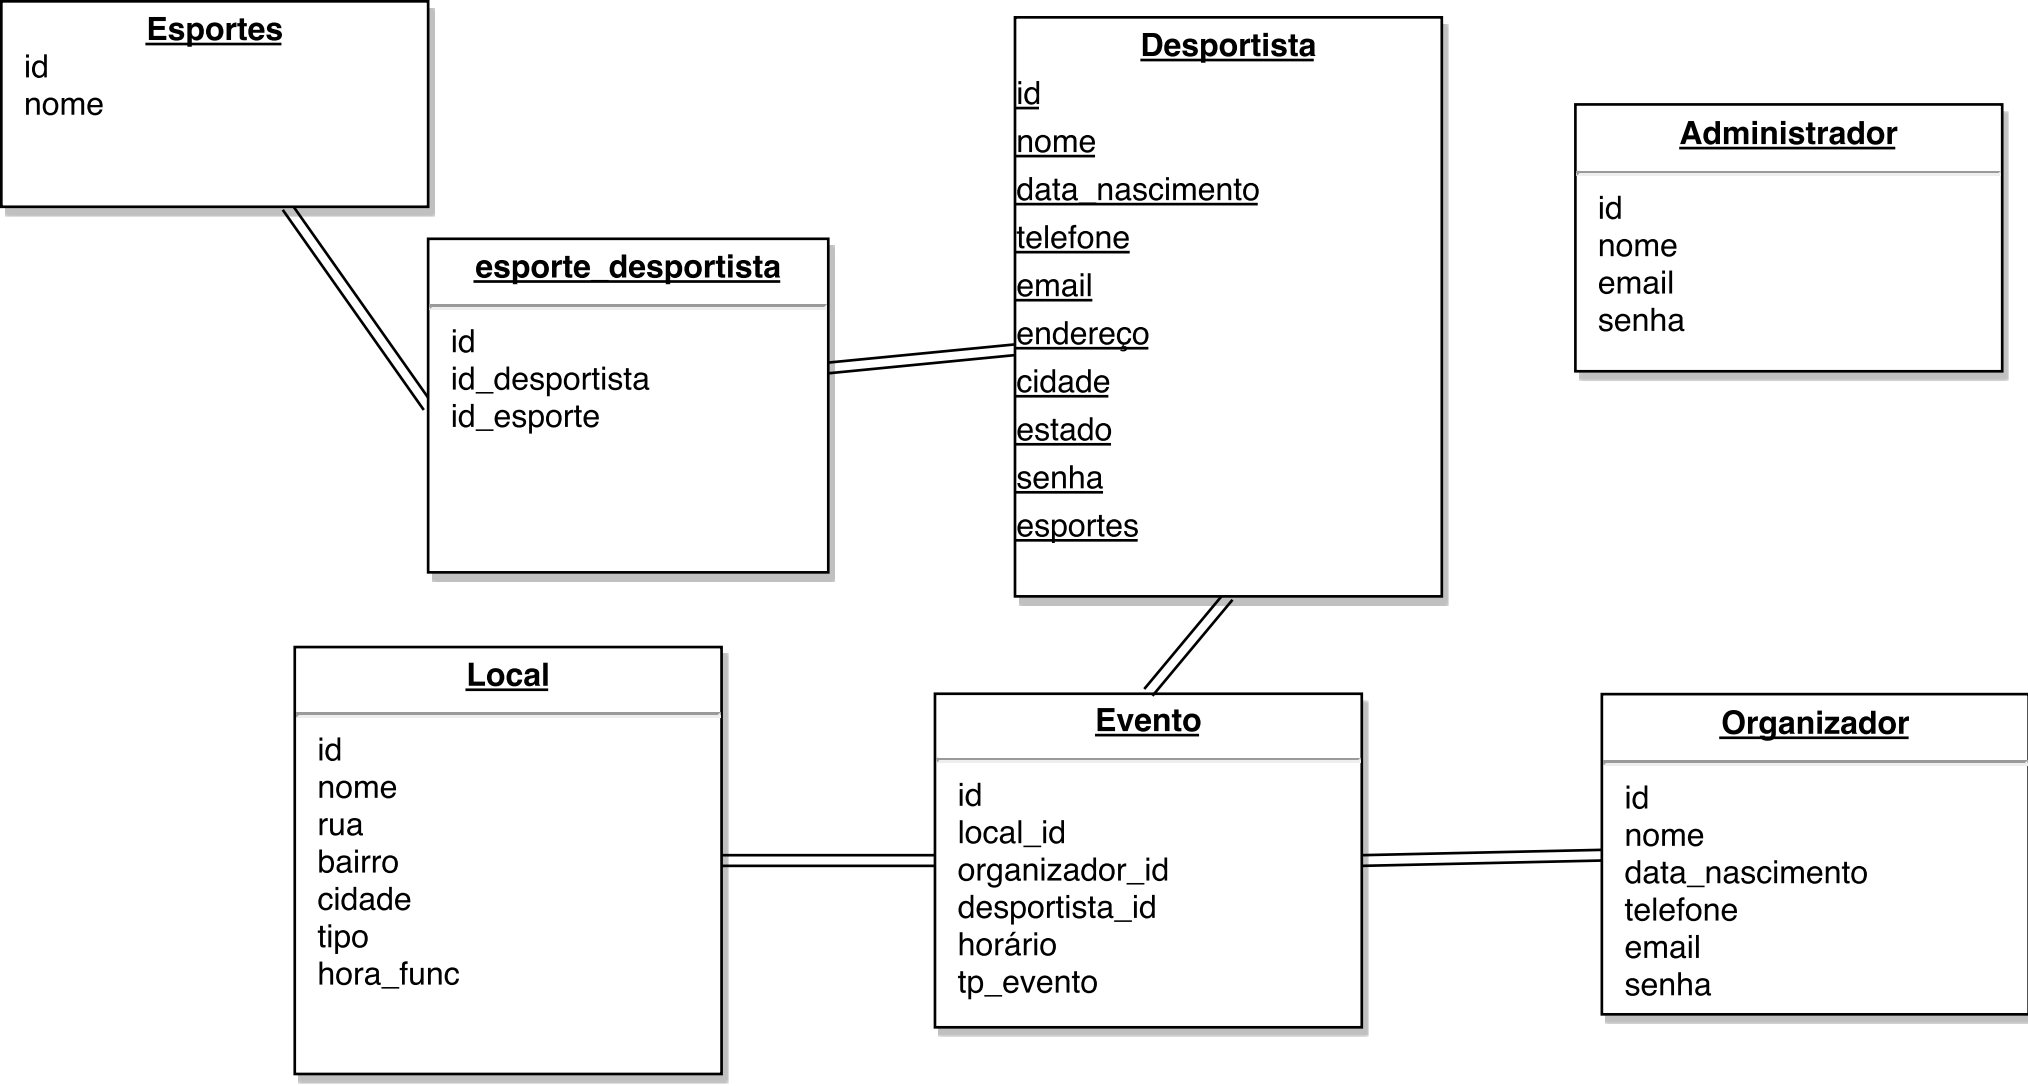 Esportes
id
nome
esporte_desportista
id
id_desportista
id_esporte
Desportista
id
nome
data_nascimento
telefone
email
endereço
cidade
estado
senha
esportes
Administrador
id
nome
email
senha
Local
id
nome
rua
bairro
cidade
tipo
hora_func
Evento
id
local_id
organizador_id
desportista_id
horário
tp_evento
Organizador
id
nome
data_nascimento
telefone
email
senha